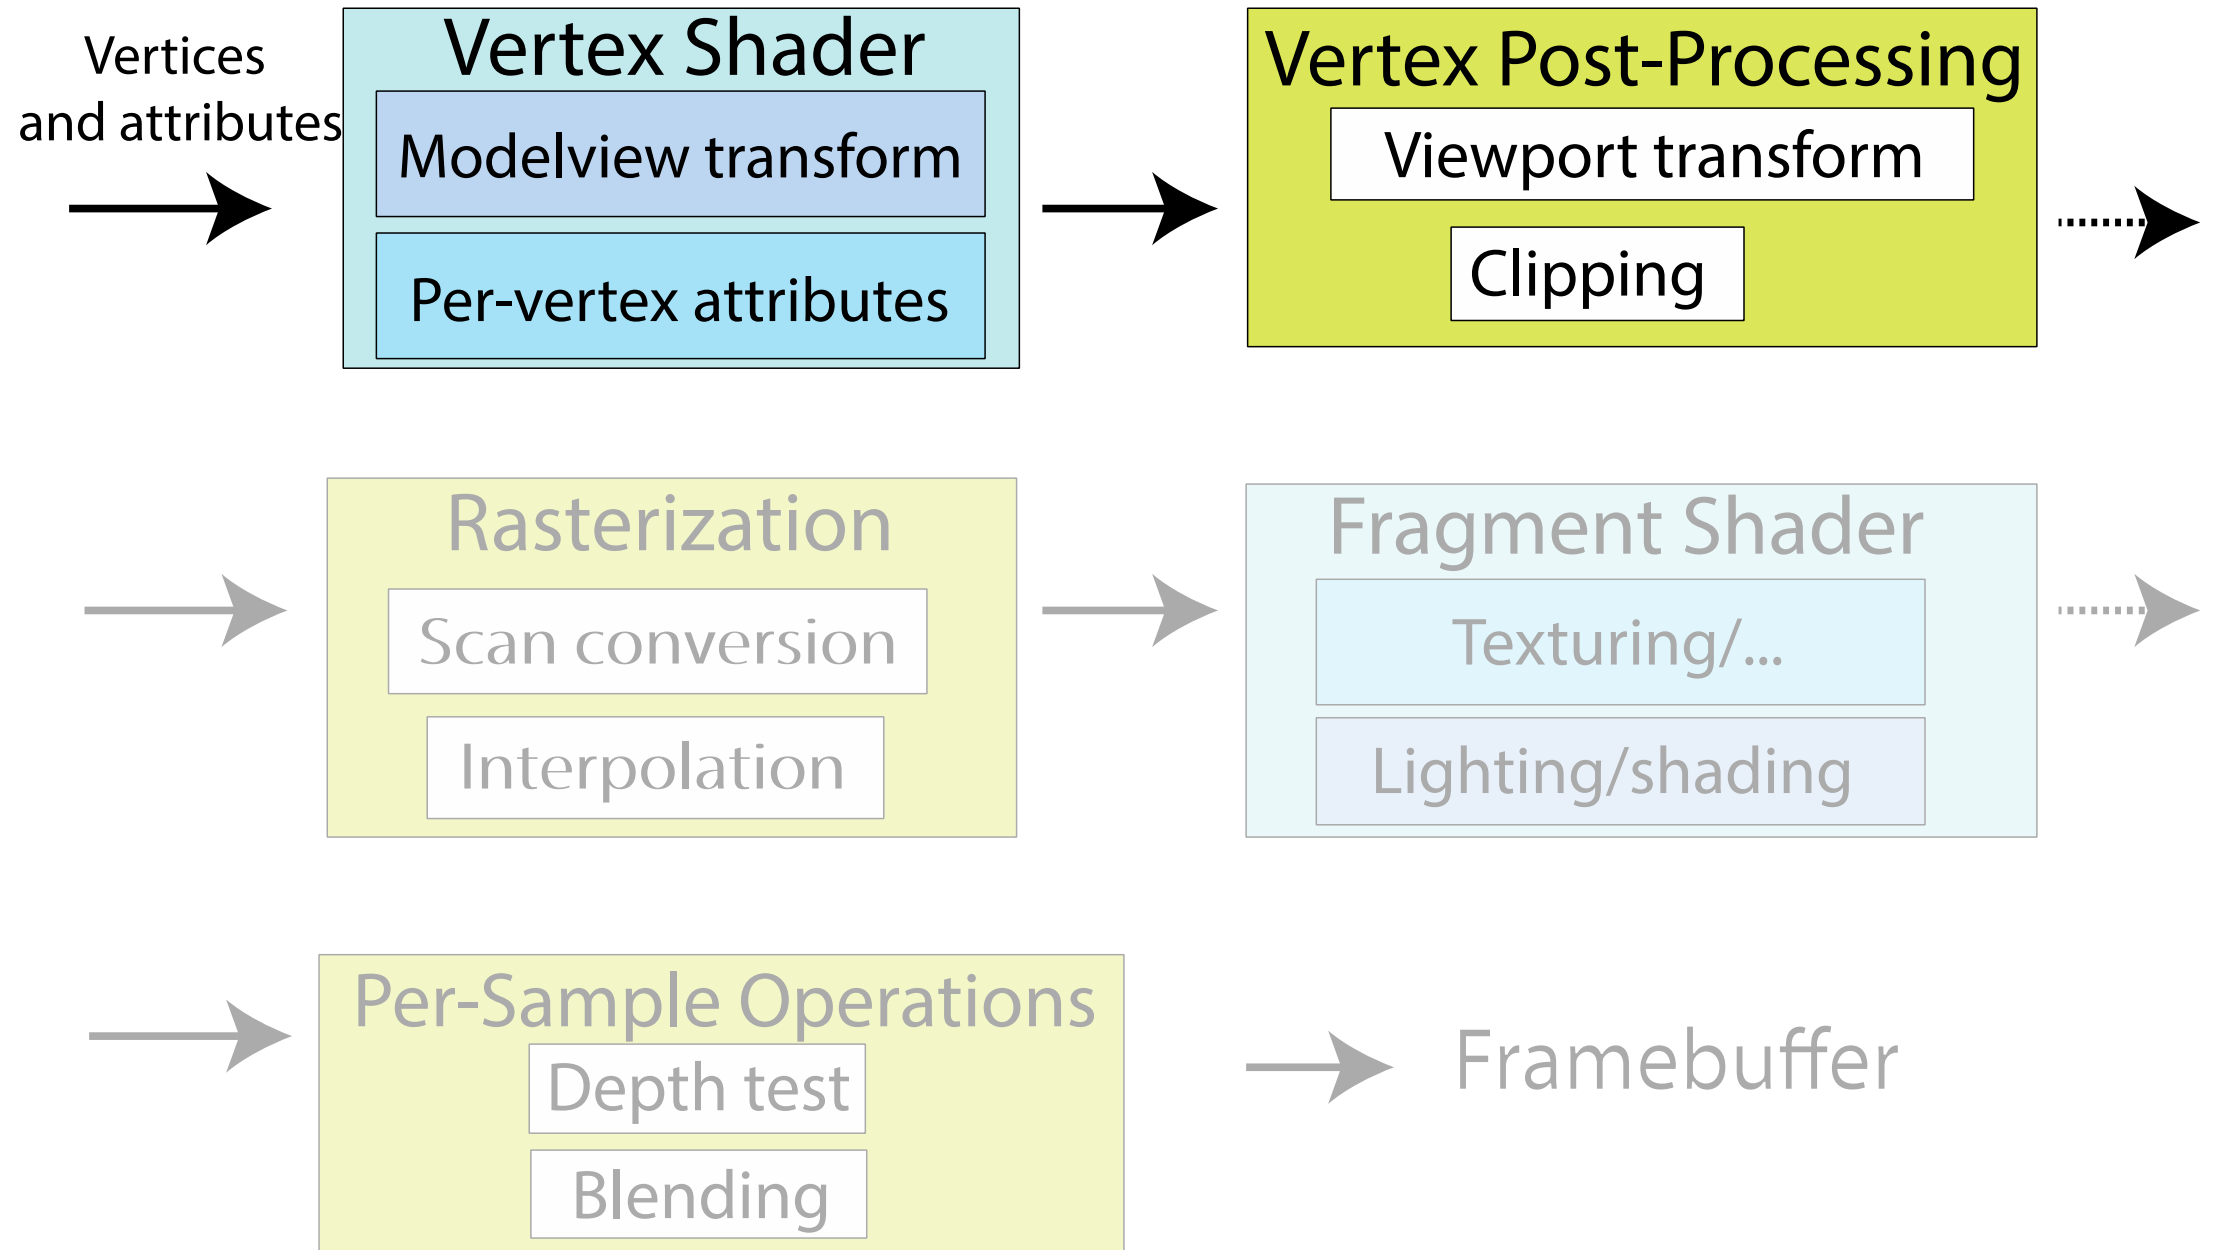 Vertices
and attributes
Vertex Shader
Modelview transform
Per-vertex attributes
Vertex Post-Processing
Viewport transform
Clipping
Rasterization
Scan conversion
Interpolation
Fragment Shader
Texturing/...
Lighting/shading
Per-Sample Operations
Depth test
Blending
Framebuffer